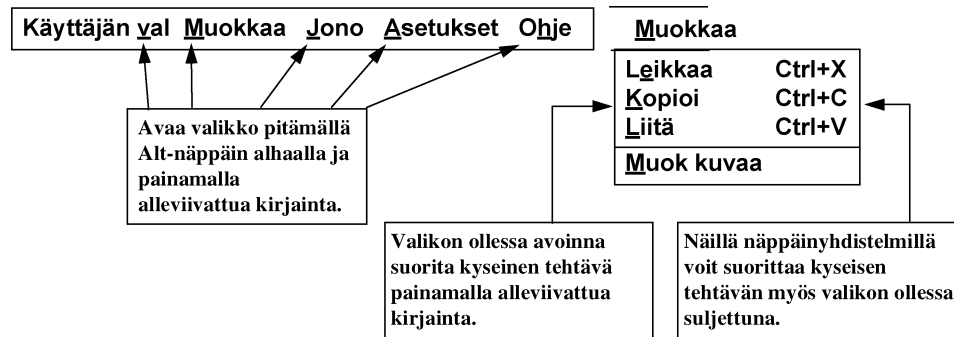 Käyttäjän val Muokkaa Jono Asetukset Ohje
Avaa valikko pitämällä
Alt-näppäin alhaalla ja
painamalla
alleviivattua kirjainta.
Muokkaa
Leikkaa Ctrl+X
Kopioi Ctrl+C
Liitä Ctrl+V
Muok kuvaa
Valikon ollessa avoinna
suorita kyseinen tehtävä
painamalla alleviivattua
kirjainta.
Näillä näppäinyhdistelmillä
voit suorittaa kyseisen
tehtävän myös valikon ollessa
suljettuna.